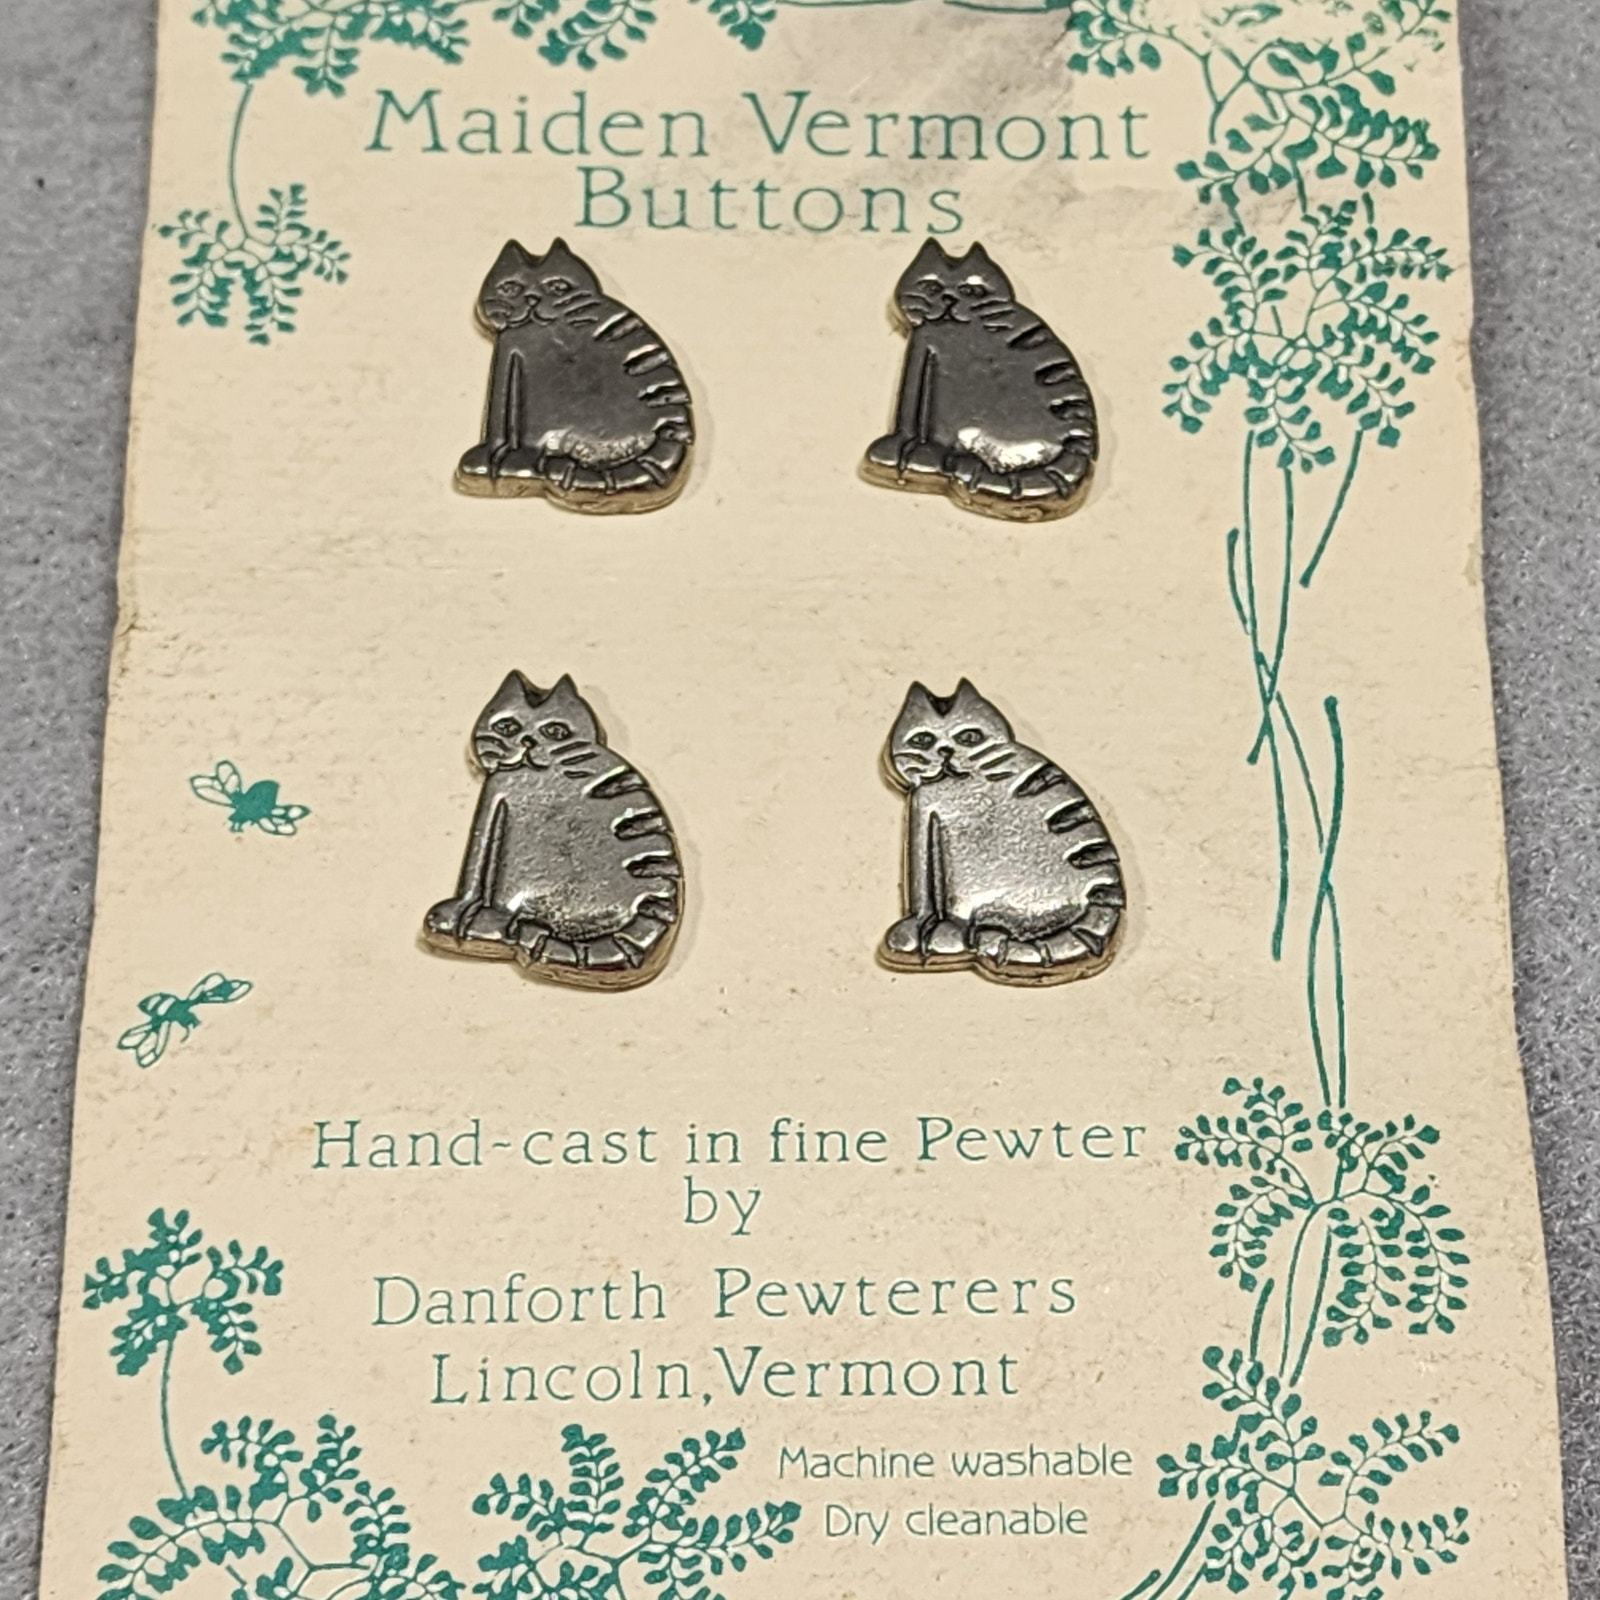 Maiden Vermont
Buttons
Hand-cast in fine Pewter
by
Danforth Pewterers
Lincoln, Vermont
Machine washable
Dry cleanable